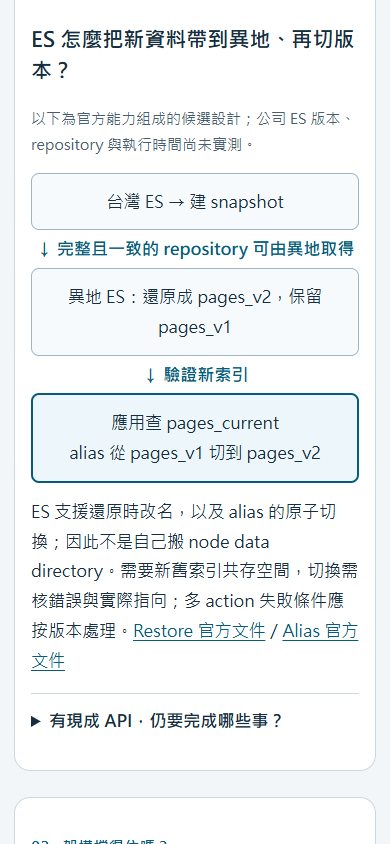 ES 怎麼把新資料帶到異地、再切版
本？
以下為官方能力組成的候選設計；公司 ES 版本、
repository 與執行時間尚未實測。
台灣 ES → 建 snapshot
↓ 完整且一致的 repository 可由異地取得
異地 ES：還原成 pages_v2，保留
pages_v1
↓ 驗證新索引
應用查 pages_current
alias 從 pages_v1 切到 pages_v2
ES 支援還原時改名，以及 alias 的原子切
換；因此不是自己搬 node data
directory。需要新舊索引共存空間，切換需
核錯誤與實際指向；多 action 失敗條件應
按版本處理。Restore 官方文件 / Alias 官方
文件
▶ 有現成 API，仍要完成哪些事？